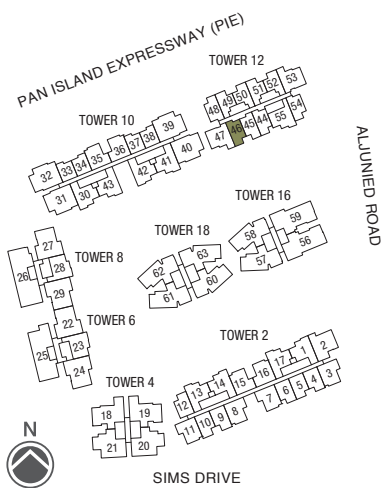 PAN ISLAND EXPRESSWAY (PIE)
TOWER 12
48 49 50 51 52 53
47 46 45 44 55 54
TOWER 10
32 33 34 35 36 37 38 39
31 30 43 42 41 40
ALJUNIED ROAD
TOWER 16
58 59
57 56
TOWER 18
62 63
61 60
TOWER 8
27
26 28
29
TOWER 6
22
25 23
24
TOWER 2
12 13 14 15 16 17 1 2
11 10 9 8 7 6 5 4 3
TOWER 4
18 19
21 20
N
SIMS DRIVE